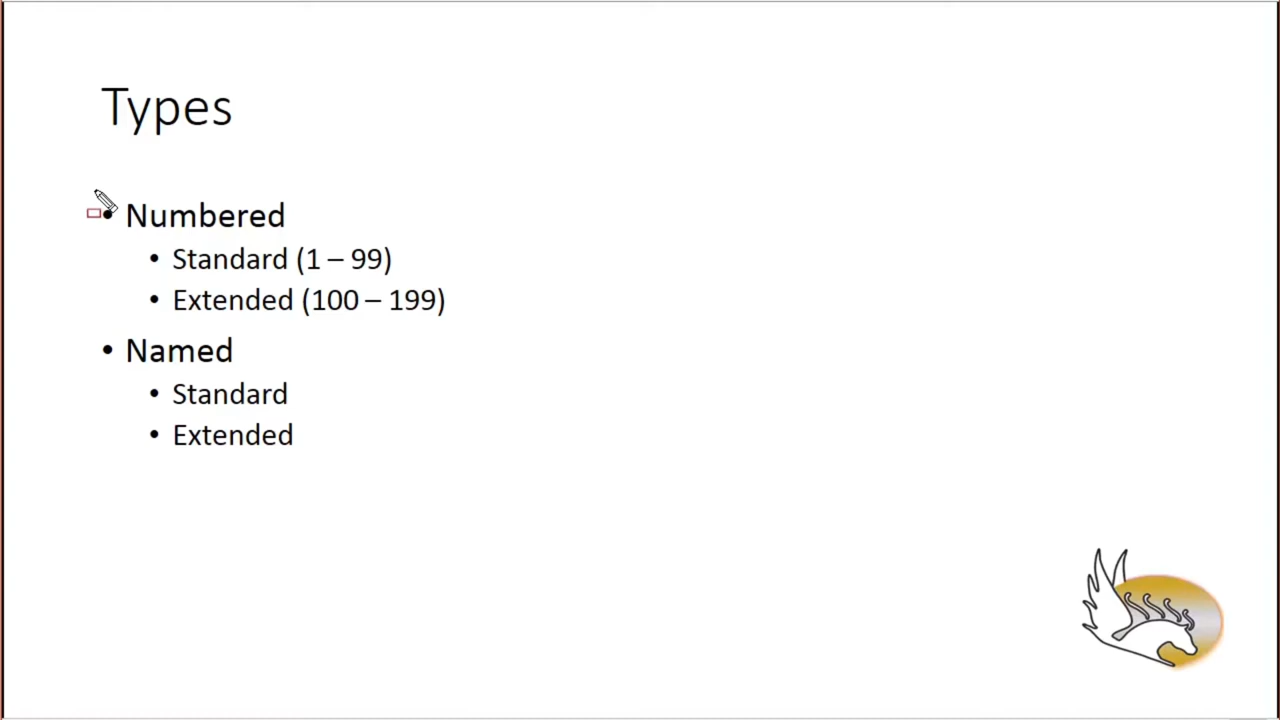 Types
• Numbered
• Standard (1 – 99)
• Extended (100 – 199)
• Named
• Standard
• Extended